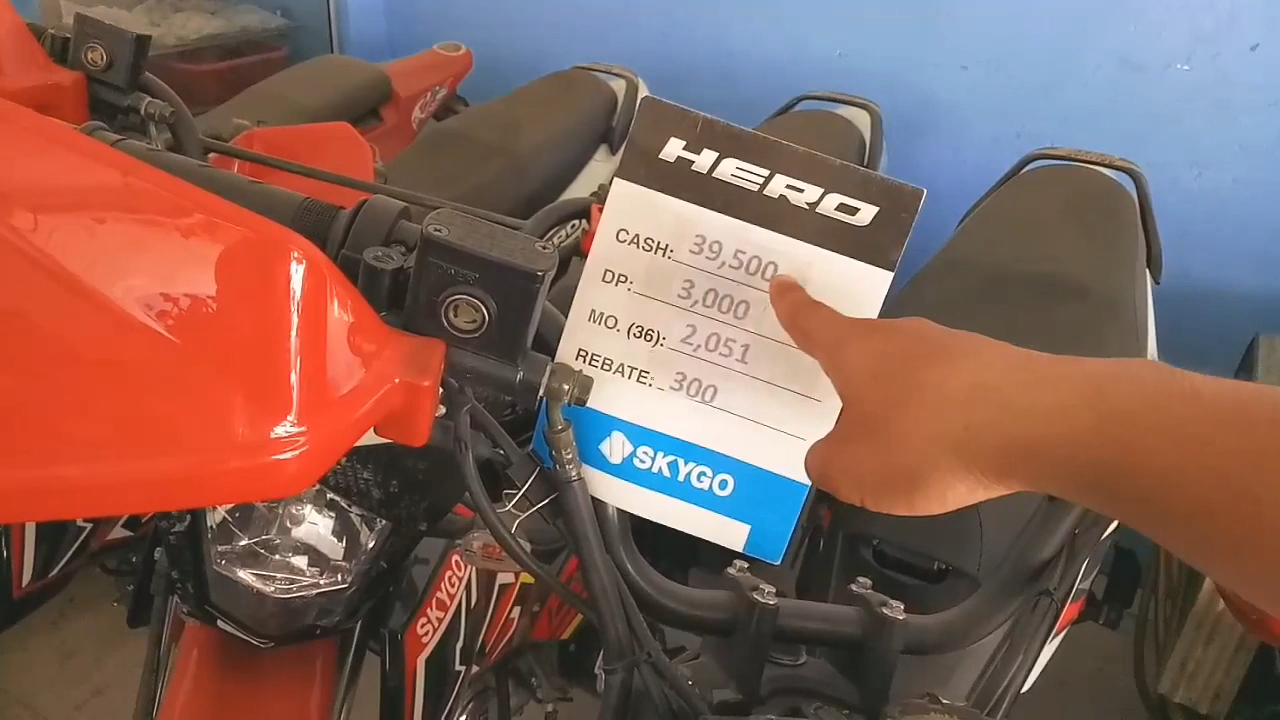 HERO
CASH: 39,500
DP: 3,000
MO. (36): 2,051
REBATE: 300
SKYGO
SKYGO